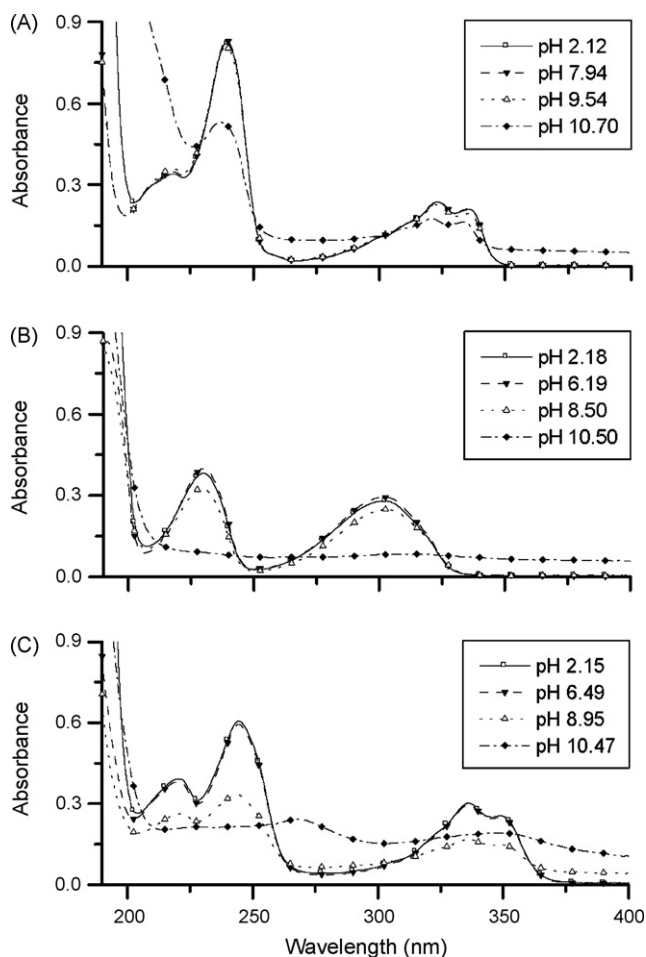 (A)
0.9
0.6
0.3
0.0
Absorbance
pH 2.12
pH 7.94
pH 9.54
pH 10.70
(B)
0.9
0.6
0.3
0.0
Absorbance
pH 2.18
pH 6.19
pH 8.50
pH 10.50
(C)
0.9
0.6
0.3
0.0
Absorbance
pH 2.15
pH 6.49
pH 8.95
pH 10.47
200 250 300 350 400
Wavelength (nm)